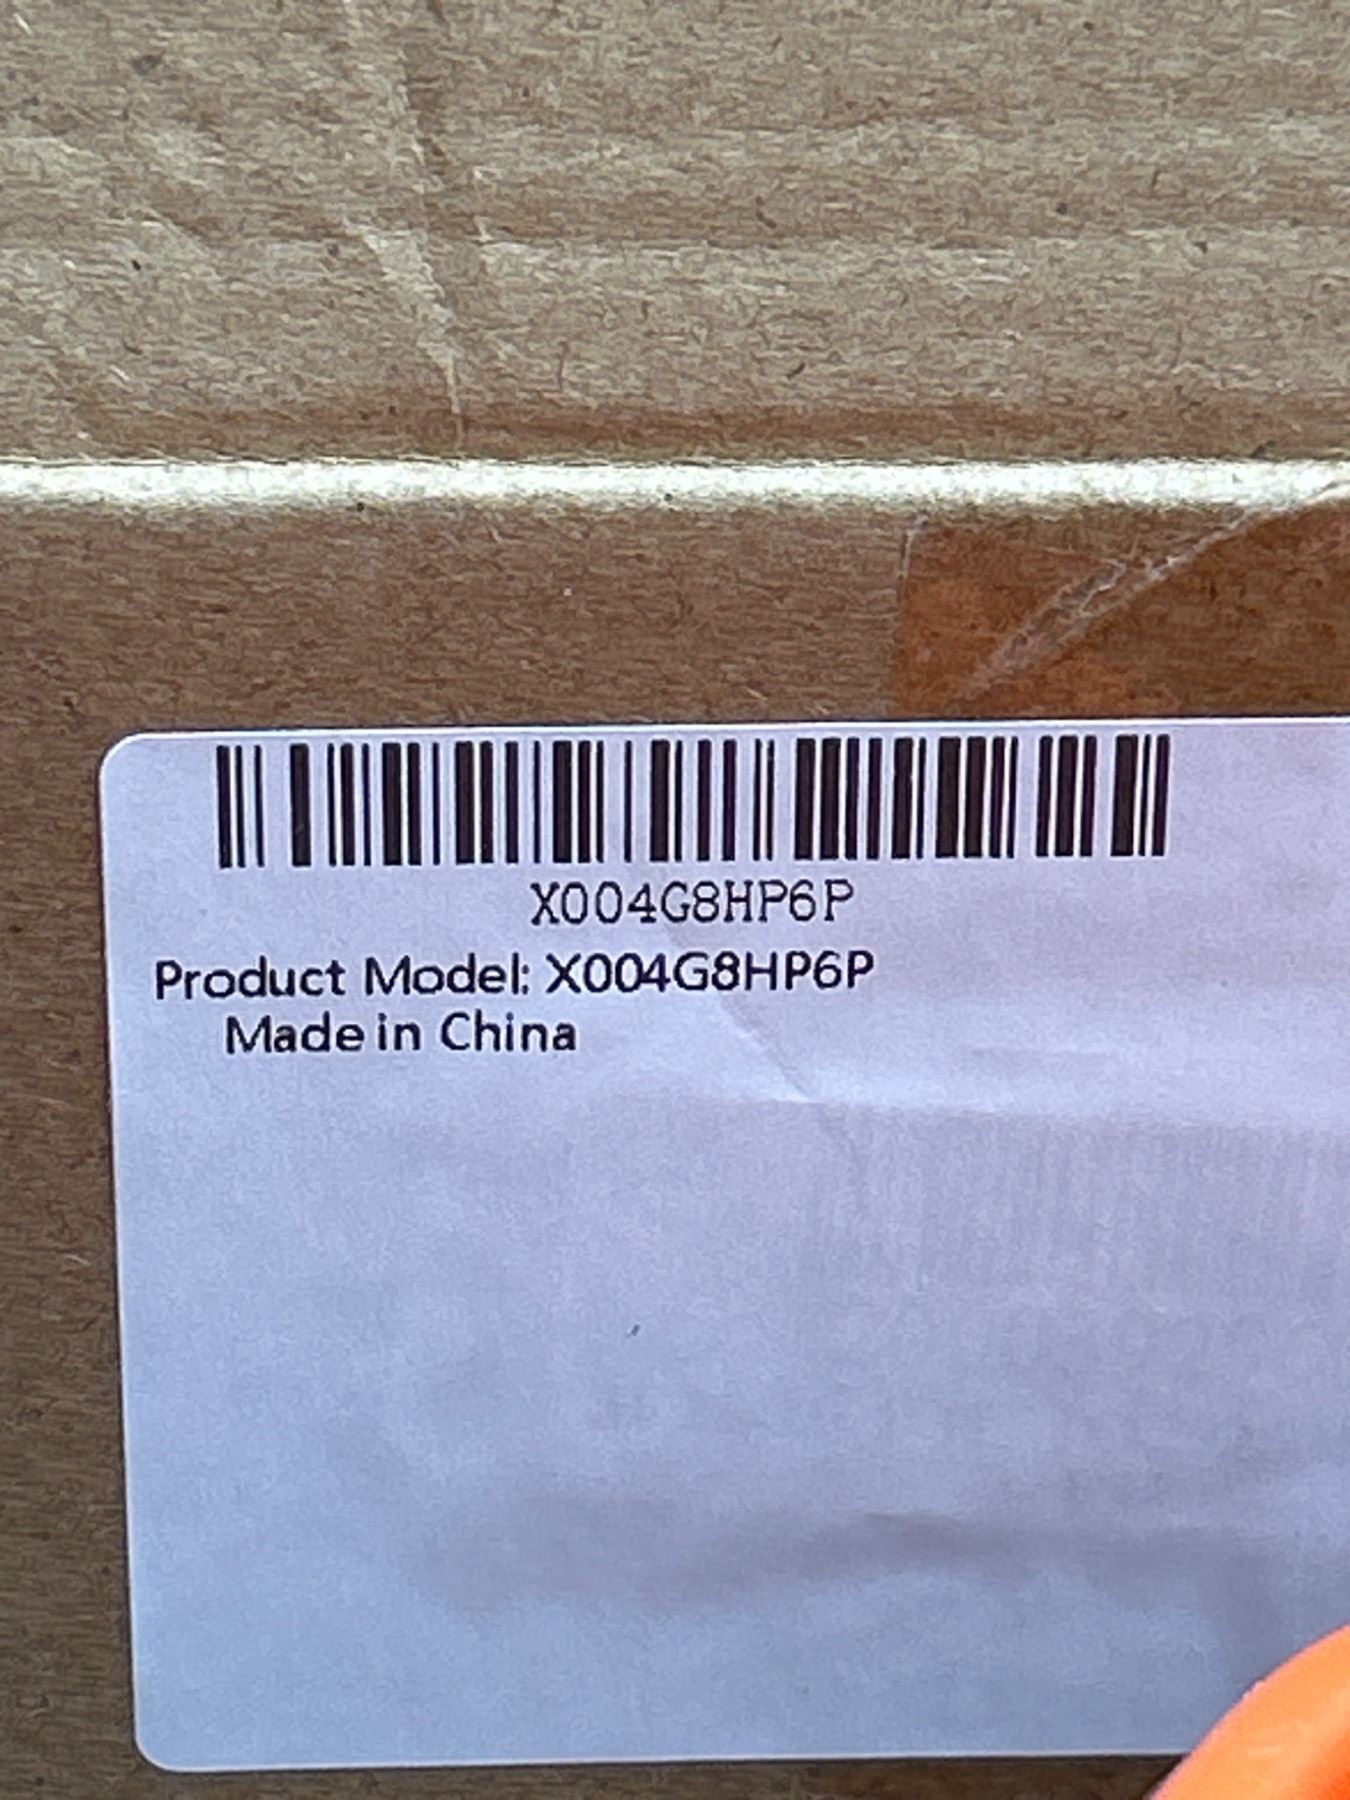 X004G8HP6P
Product Model: X004G8HP6P
Made in China